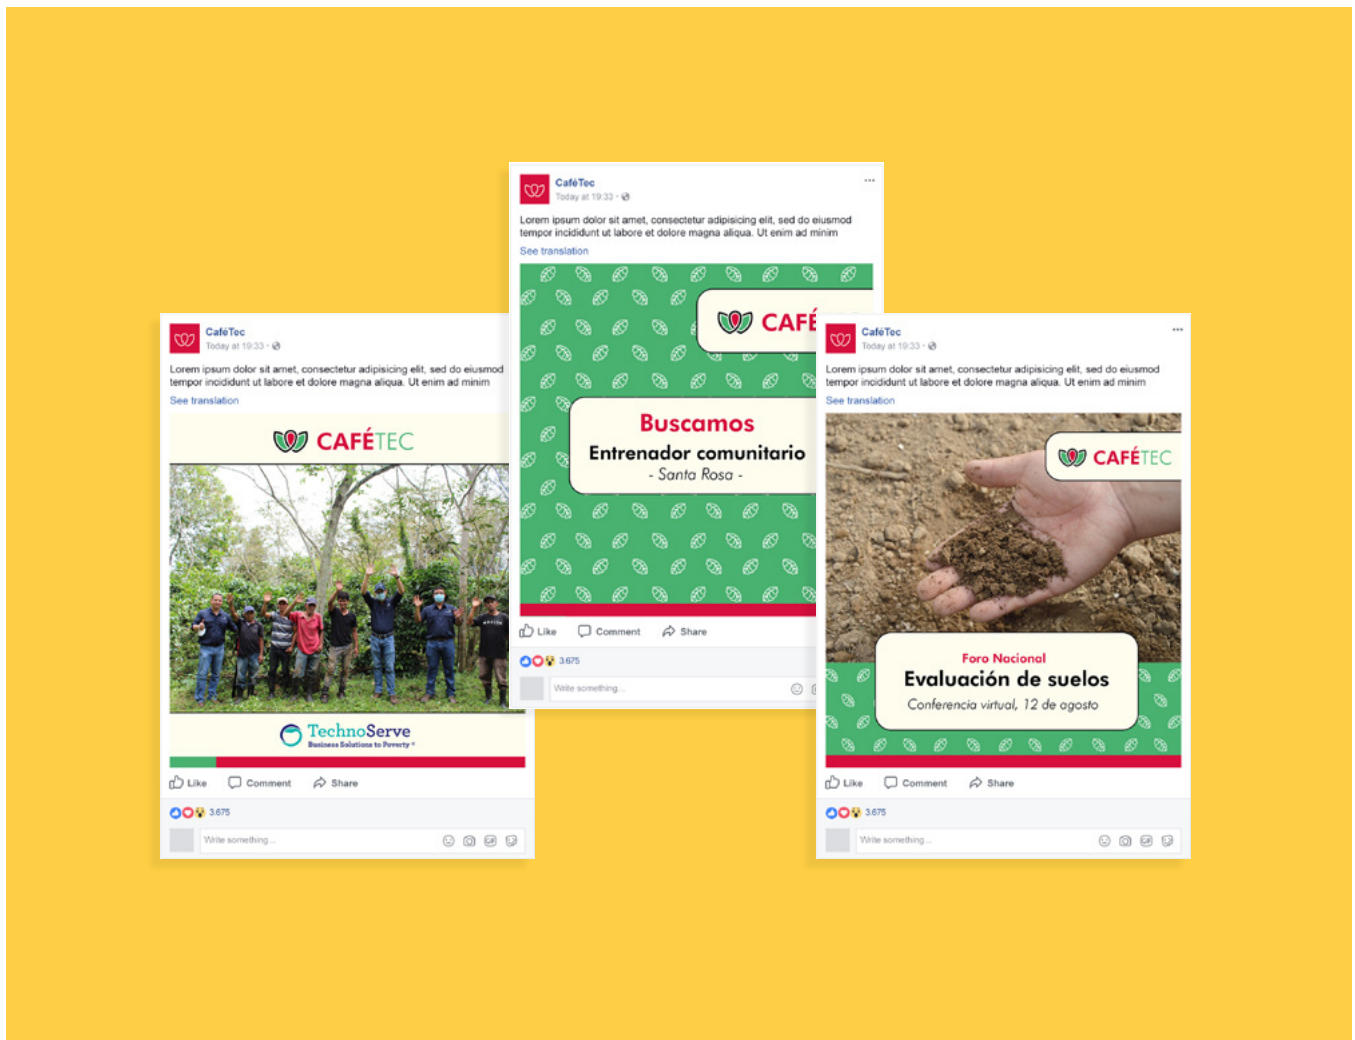 CaféTec
Today at 19:33
Lorem ipsum dolor sit amet, consectetur adipisicing elit, sed do eiusmod
tempor incididunt ut labore et dolore magna aliqua. Ut enim ad minim
See translation
CAFÉTEC
TechnoServe
Business Solutions to Poverty®
Like Comment Share
3.675
Write something...
GIF
CaféTec
Today at 19:33
Lorem ipsum dolor sit amet, consectetur adipisicing elit, sed do eiusmod
tempor incididunt ut labore et dolore magna aliqua. Ut enim ad minim
See translation
CAFÉ
Buscamos
Entrenador comunitario
- Santa Rosa -
Like Comment Share
3.675
Write something...
CaféTec
Today at 19:33
Lorem ipsum dolor sit amet, consectetur adipisicing elit, sed do eiusmod
tempor incididunt ut labore et dolore magna aliqua. Ut enim ad minim
See translation
CAFÉTEC
Foro Nacional
Evaluación de suelos
Conferencia virtual, 12 de agosto
Like Comment Share
3.675
Write something...
GIF